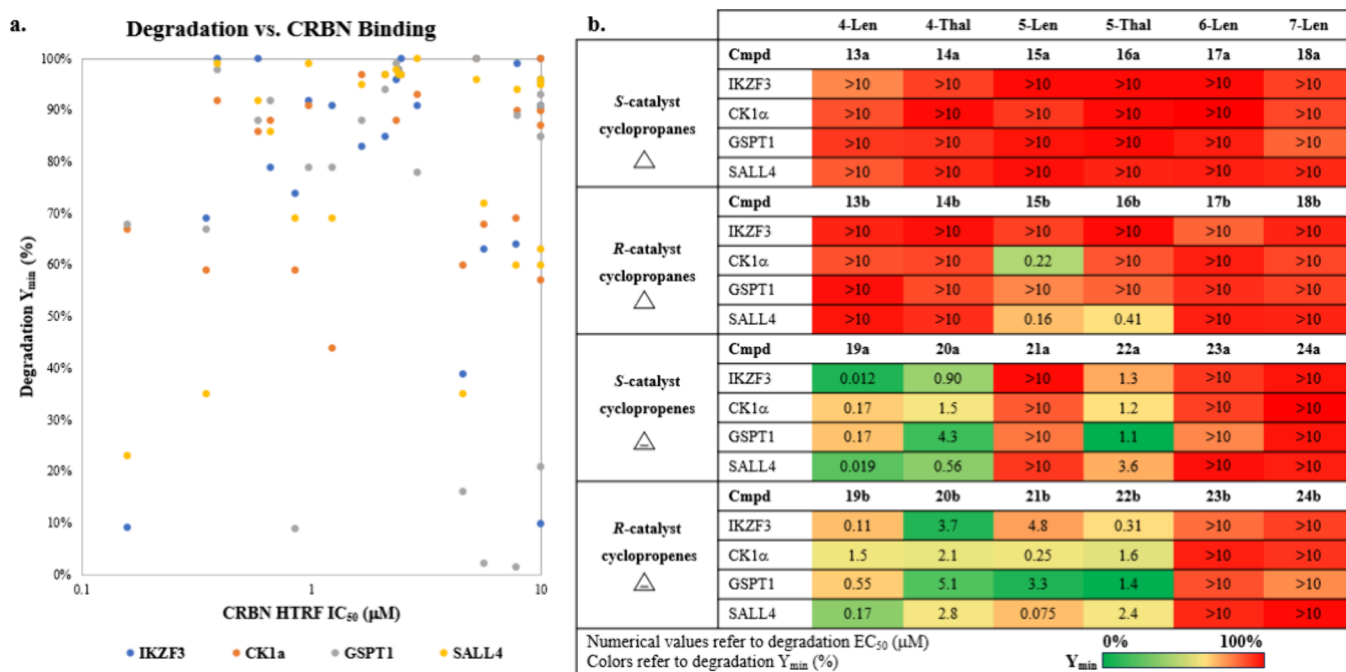 a.
Degradation vs. CRBN Binding
Degradation Ymin (%)
100%
90%
80%
70%
60%
50%
40%
30%
20%
10%
0%
0.1 1 10
CRBN HTRF IC50 (µM)
IKZF3 CK1a GSPT1 SALL4
b.
4-Len 4-Thal 5-Len 5-Thal 6-Len 7-Len
S-catalyst cyclopropanes
Cmpd 13a 14a 15a 16a 17a 18a
IKZF3 >10 >10 >10 >10 >10 >10
CK1α >10 >10 >10 >10 >10 >10
GSPT1 >10 >10 >10 >10 >10 >10
SALL4 >10 >10 >10 >10 >10 >10
R-catalyst cyclopropanes
Cmpd 13b 14b 15b 16b 17b 18b
IKZF3 >10 >10 >10 >10 >10 >10
CK1α >10 >10 0.22 >10 >10 >10
GSPT1 >10 >10 >10 >10 >10 >10
SALL4 >10 >10 0.16 0.41 >10 >10
S-catalyst cyclopropenes
Cmpd 19a 20a 21a 22a 23a 24a
IKZF3 0.012 0.90 >10 1.3 >10 >10
CK1α 0.17 1.5 >10 1.2 >10 >10
GSPT1 0.17 4.3 >10 1.1 >10 >10
SALL4 0.019 0.56 >10 3.6 >10 >10
R-catalyst cyclopropenes
Cmpd 19b 20b 21b 22b 23b 24b
IKZF3 0.11 3.7 4.8 0.31 >10 >10
CK1α 1.5 2.1 0.25 1.6 >10 >10
GSPT1 0.55 5.1 3.3 1.4 >10 >10
SALL4 0.17 2.8 0.075 2.4 >10 >10
Numerical values refer to degradation EC50 (µM)
Colors refer to degradation Ymin (%)
0% 100%
Ymin